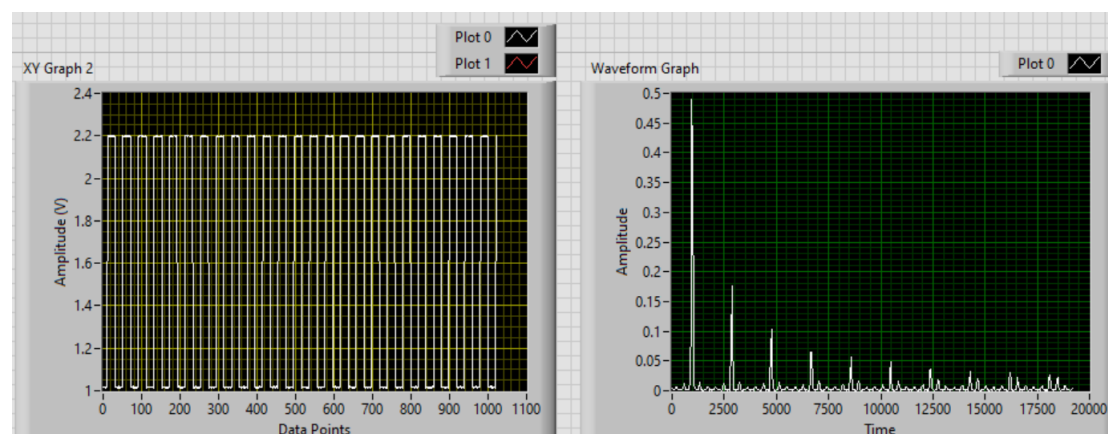 Plot 0
XY Graph 2
Plot 1
2.4
2.2
2
1.8
1.6
1.4
1.2
1
Amplitude (V)
0 100 200 300 400 500 600 700 800 900 1000 1100
Data Points
Waveform Graph
Plot 0
0.5
0.45
0.4
0.35
0.3
0.25
0.2
0.15
0.1
0.05
0
Amplitude
0 2500 5000 7500 10000 12500 15000 17500 20000
Time